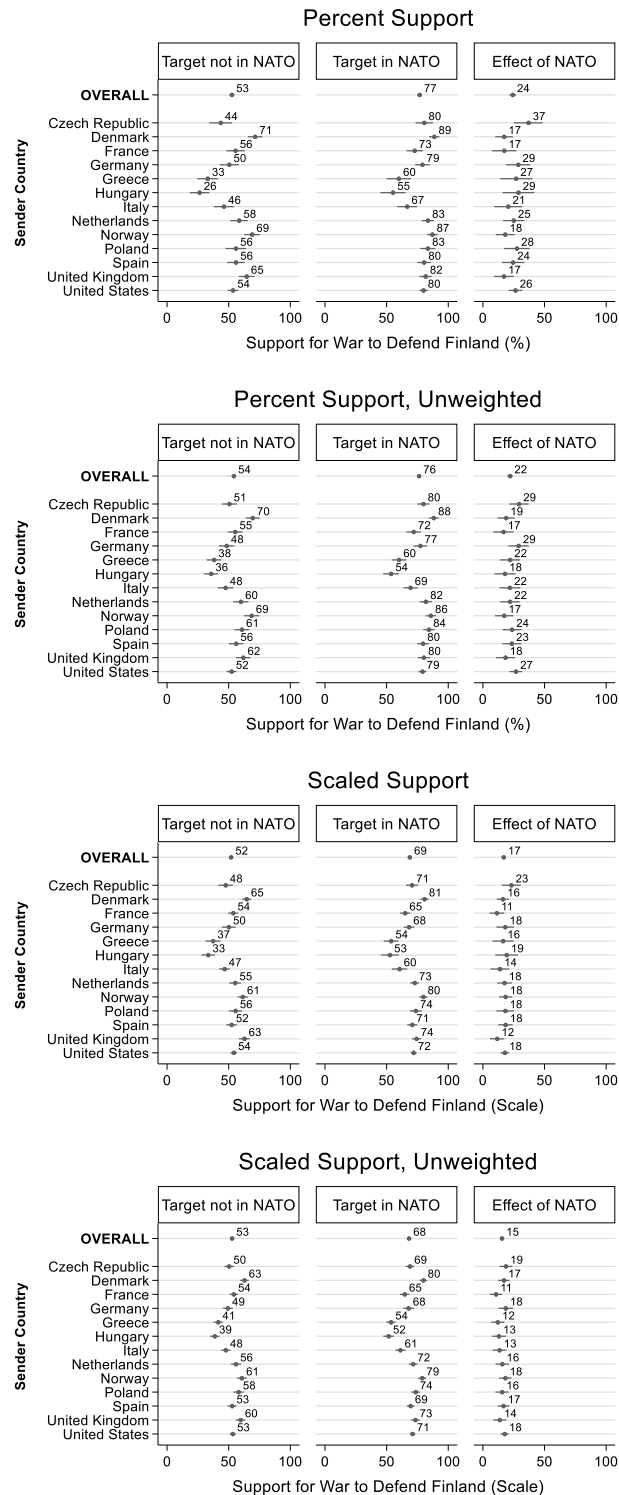 Percent Support
Target not in NATO Target in NATO Effect of NATO
OVERALL 53 77 24
Czech Republic 44 80 37
Denmark 71 89 17
France 56 73 17
Germany 50 79 29
Greece 33 60 27
Hungary 26 55 29
Italy 46 67 21
Netherlands 58 83 25
Norway 69 87 18
Poland 56 83 28
Spain 56 80 24
United Kingdom 65 82 17
United States 54 80 26
Sender Country
0 50 100 0 50 100 0 50 100
Support for War to Defend Finland (%)
Percent Support, Unweighted
Target not in NATO Target in NATO Effect of NATO
OVERALL 54 76 22
Czech Republic 51 80 29
Denmark 70 88 19
France 55 72 17
Germany 48 77 29
Greece 38 60 22
Hungary 36 54 18
Italy 48 69 22
Netherlands 60 82 22
Norway 69 86 17
Poland 61 84 24
Spain 56 80 23
United Kingdom 62 80 18
United States 52 79 27
Sender Country
0 50 100 0 50 100 0 50 100
Support for War to Defend Finland (%)
Scaled Support
Target not in NATO Target in NATO Effect of NATO
OVERALL 52 69 17
Czech Republic 48 71 23
Denmark 65 81 16
France 54 65 11
Germany 50 68 18
Greece 37 54 16
Hungary 33 53 19
Italy 47 60 14
Netherlands 55 73 18
Norway 61 80 18
Poland 56 74 18
Spain 52 71 18
United Kingdom 63 74 12
United States 54 72 18
Sender Country
0 50 100 0 50 100 0 50 100
Support for War to Defend Finland (Scale)
Scaled Support, Unweighted
Target not in NATO Target in NATO Effect of NATO
OVERALL 53 68 15
Czech Republic 50 69 19
Denmark 63 80 17
France 54 65 11
Germany 49 68 18
Greece 41 54 12
Hungary 39 52 13
Italy 48 61 13
Netherlands 56 72 16
Norway 61 79 18
Poland 58 74 16
Spain 53 69 17
United Kingdom 60 73 14
United States 53 71 18
Sender Country
0 50 100 0 50 100 0 50 100
Support for War to Defend Finland (Scale)